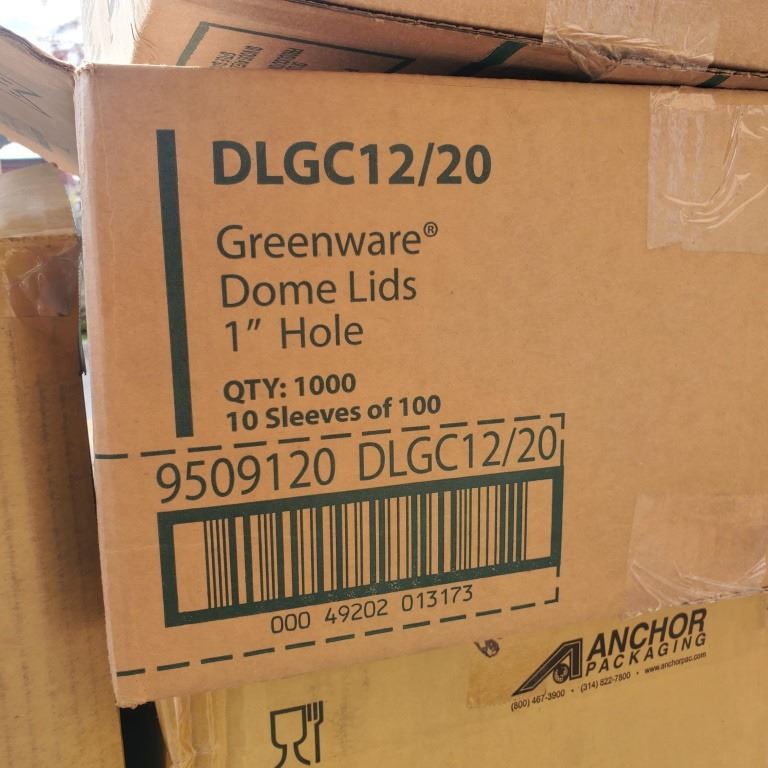 DLGC12/20
Greenware®
Dome Lids
1" Hole
QTY: 1000
10 Sleeves of 100
9509120 DLGC12/20
000 49202 013173
ANCHOR
PACKAGING
(800) 467-3900 • (314) 822-7800 • www.anchorpac.com